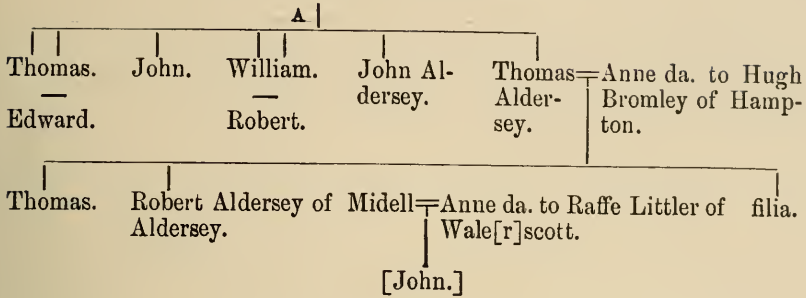 A
Thomas. John. William. John Al- Thomas=Anne da. to Hugh
— — dersey. Alder- Bromley of Hamp-
Edward. Robert. sey. ton.
Thomas. Robert Aldersey of Midell=Anne da. to Raffe Littler of filia.
Aldersey. Wale[r]scott.
[John.]